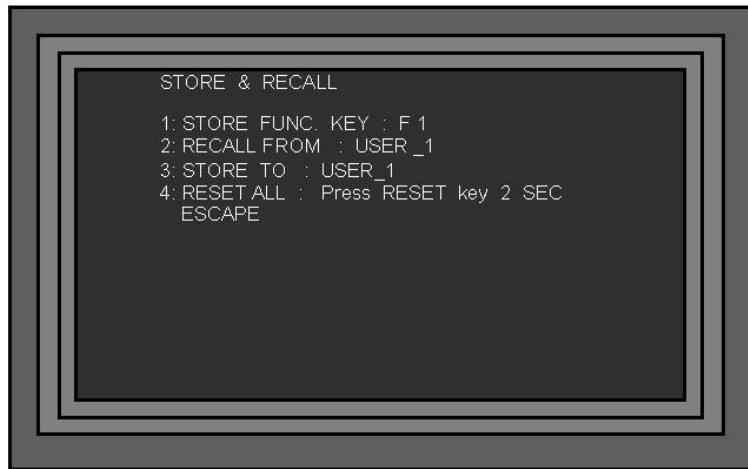 STORE & RECALL
1: STORE FUNC. KEY : F 1
2: RECALL FROM : USER _1
3: STORE TO : USER_1
4: RESET ALL : Press RESET key 2 SEC
ESCAPE